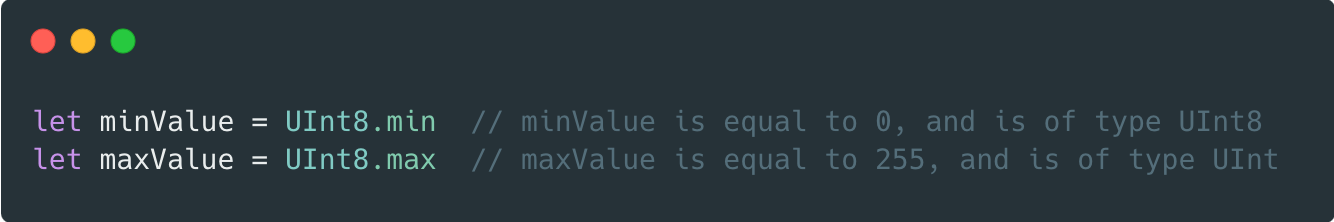 let minValue = UInt8.min  // minValue is equal to 0, and is of type UInt8
let maxValue = UInt8.max  // maxValue is equal to 255, and is of type UInt